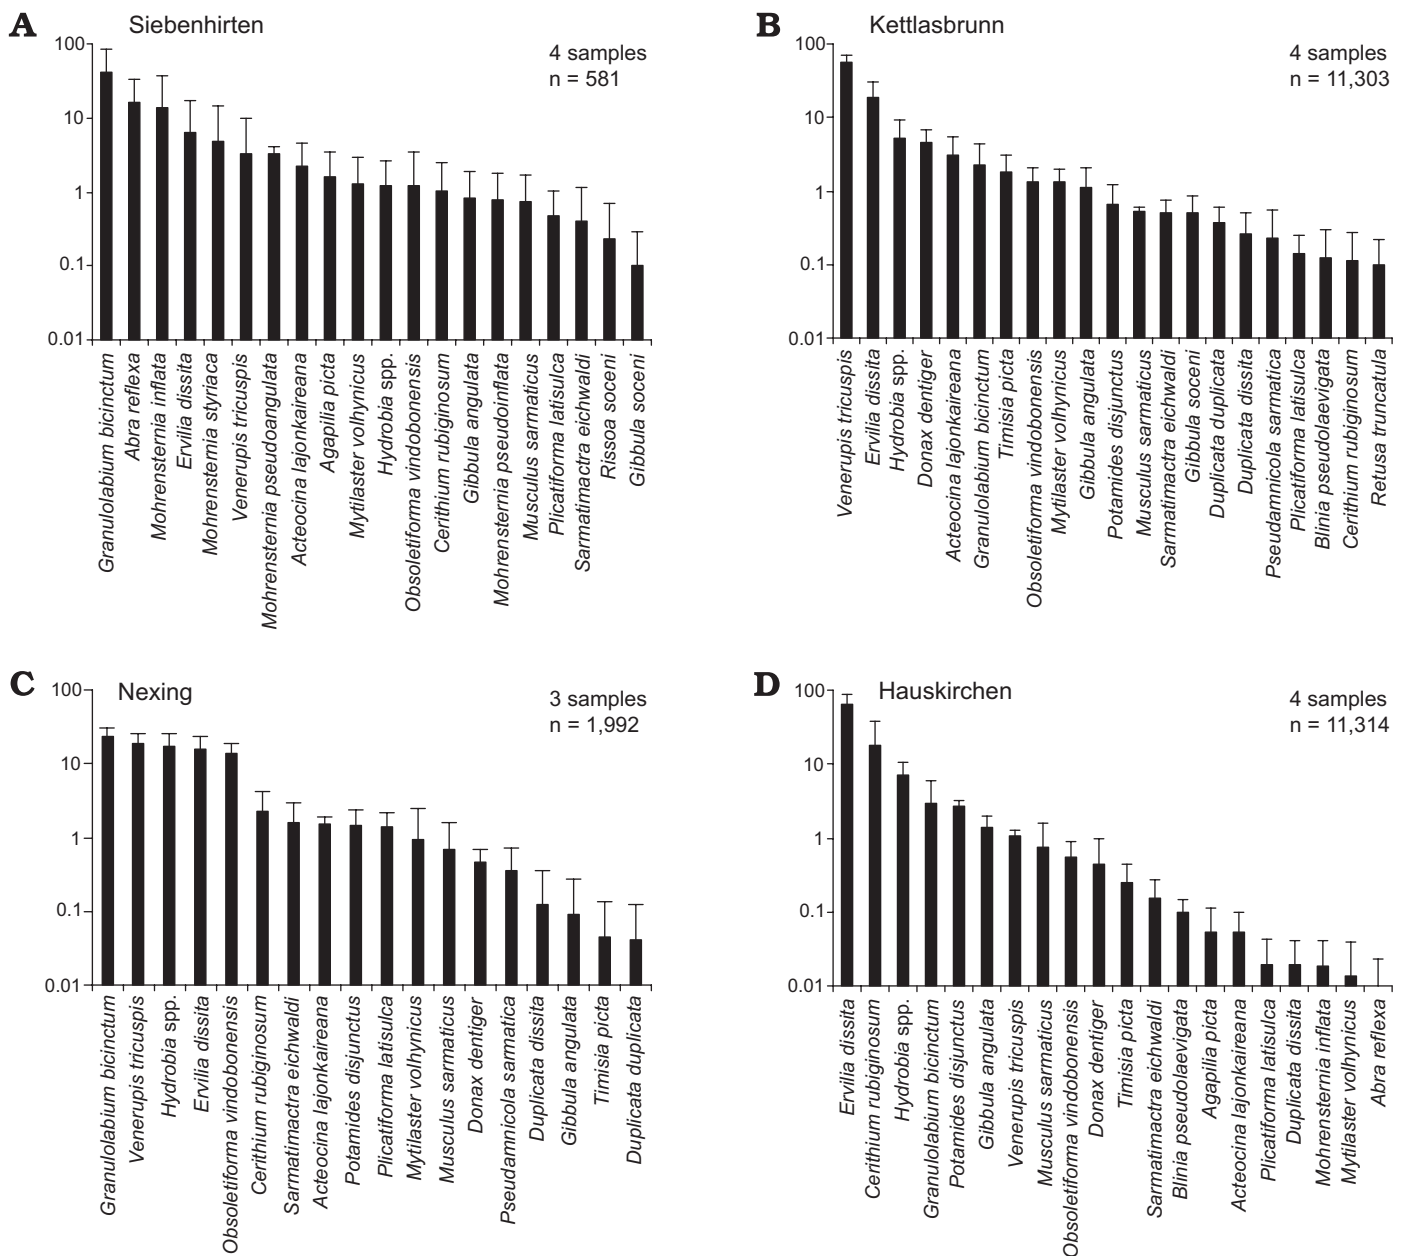 A Siebenhirten
4 samples
n = 581
100
10
1
0.1
0.01
Granulolabium bicinctum
Abra reflexa
Mohrensternia inflata
Ervilia dissita
Mohrensternia styriaca
Venerupis tricuspis
Mohrensternia pseudoangulata
Acteocina lajonkaireana
Agapilia picta
Mytilaster volhynicus
Hydrobia spp.
Obsoletiforma vindobonensis
Cerithium rubiginosum
Gibbula angulata
Mohrensternia pseudoinflata
Musculus sarmaticus
Plicatiforma latisulca
Sarmatimactra eichwaldi
Rissoa soceni
Gibbula soceni
B Kettlasbrunn
4 samples
n = 11,303
100
10
1
0.1
0.01
Venerupis tricuspis
Ervilia dissita
Hydrobia spp.
Donax dentiger
Acteocina lajonkaireana
Granulolabium bicinctum
Timisia picta
Obsoletiforma vindobonensis
Mytilaster volhynicus
Gibbula angulata
Potamides disjunctus
Musculus sarmaticus
Sarmatimactra eichwaldi
Gibbula soceni
Duplicata duplicata
Duplicata dissita
Pseudamnicola sarmatica
Plicatiforma latisulca
Blinia pseudolaevigata
Cerithium rubiginosum
Retusa truncatula
C Nexing
3 samples
n = 1,992
100
10
1
0.1
0.01
Granulolabium bicinctum
Venerupis tricuspis
Hydrobia spp.
Ervilia dissita
Obsoletiforma vindobonensis
Cerithium rubiginosum
Sarmatimactra eichwaldi
Acteocina lajonkaireana
Potamides disjunctus
Plicatiforma latisulca
Mytilaster volhynicus
Musculus sarmaticus
Donax dentiger
Pseudamnicola sarmatica
Duplicata dissita
Gibbula angulata
Timisia picta
Duplicata duplicata
D Hauskirchen
4 samples
n = 11,314
100
10
1
0.1
0.01
Ervilia dissita
Cerithium rubiginosum
Hydrobia spp.
Granulolabium bicinctum
Potamides disjunctus
Gibbula angulata
Venerupis tricuspis
Musculus sarmaticus
Obsoletiforma vindobonensis
Donax dentiger
Timisia picta
Sarmatimactra eichwaldi
Blinia pseudolaevigata
Agapilia picta
Acteocina lajonkaireana
Plicatiforma latisulca
Duplicata dissita
Mohrensternia inflata
Mytilaster volhynicus
Abra reflexa